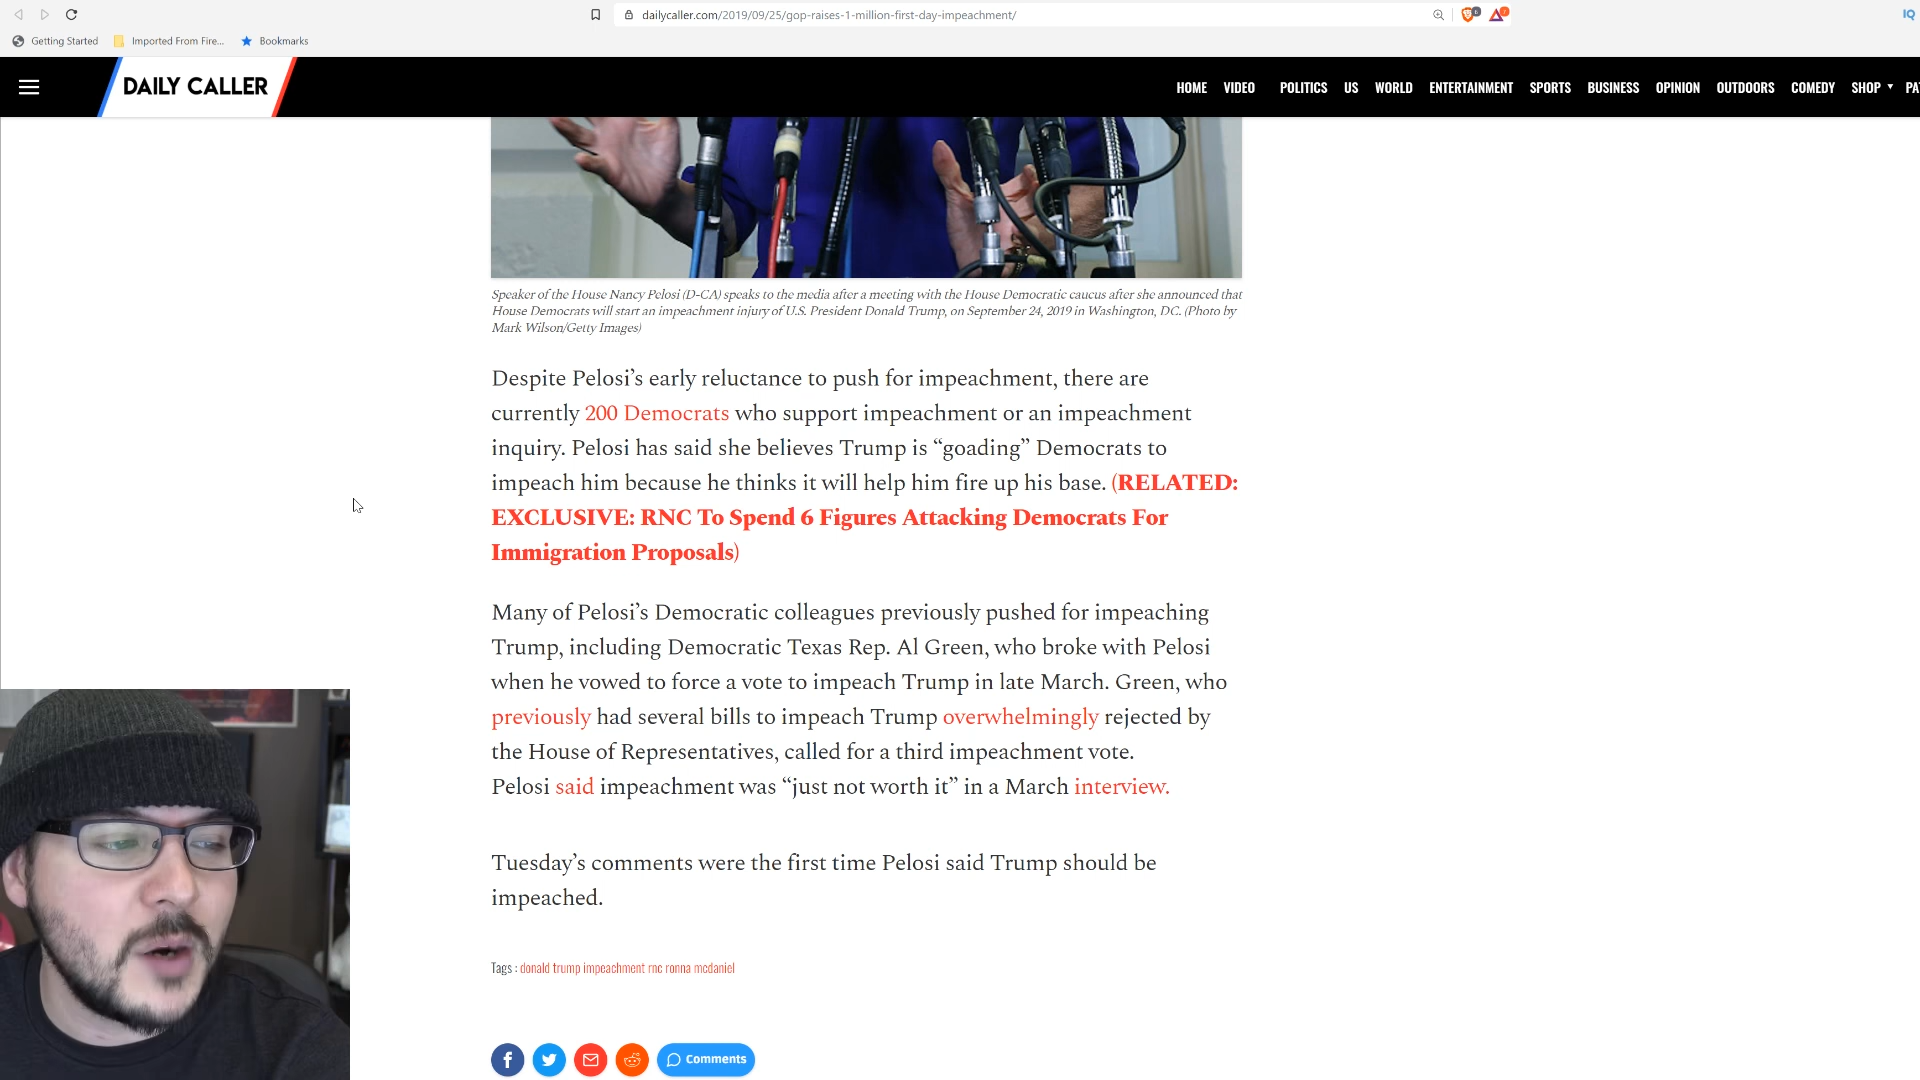 dailycaller.com/2019/09/25/gop-raises-1-million-first-day-impeachment/
IQ
Getting Started
Imported From Fire...
Bookmarks
DAILY CALLER
HOME VIDEO POLITICS US WORLD ENTERTAINMENT SPORTS BUSINESS OPINION OUTDOORS COMEDY SHOP PAT
Speaker of the House Nancy Pelosi (D-CA) speaks to the media after a meeting with the House Democratic caucus after she announced that
House Democrats will start an impeachment injury of U.S. President Donald Trump, on September 24, 2019 in Washington, DC. (Photo by
Mark Wilson/Getty Images)
Despite Pelosi’s early reluctance to push for impeachment, there are
currently 200 Democrats who support impeachment or an impeachment
inquiry. Pelosi has said she believes Trump is “goading” Democrats to
impeach him because he thinks it will help him fire up his base. (RELATED:
EXCLUSIVE: RNC To Spend 6 Figures Attacking Democrats For
Immigration Proposals)
Many of Pelosi’s Democratic colleagues previously pushed for impeaching
Trump, including Democratic Texas Rep. Al Green, who broke with Pelosi
when he vowed to force a vote to impeach Trump in late March. Green, who
previously had several bills to impeach Trump overwhelmingly rejected by
the House of Representatives, called for a third impeachment vote.
Pelosi said impeachment was “just not worth it” in a March interview.
Tuesday’s comments were the first time Pelosi said Trump should be
impeached.
Tags : donald trump impeachment rnc ronna mcdaniel
Comments